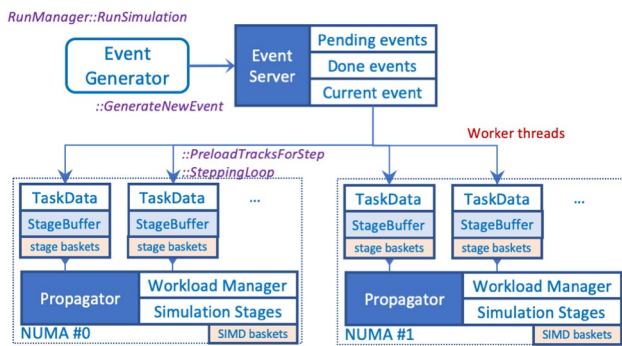 RunManager::RunSimulation
Event
Generator
Event
Server
Pending events
Done events
Current event
::GenerateNewEvent
Worker threads
::PreloadTracksForStep
::SteppingLoop
TaskData
StageBuffer
stage baskets
TaskData
StageBuffer
stage baskets
...
Propagator
Workload Manager
Simulation Stages
NUMA #0
SIMD baskets
TaskData
StageBuffer
stage baskets
TaskData
StageBuffer
stage baskets
...
Propagator
Workload Manager
Simulation Stages
NUMA #1
SIMD baskets